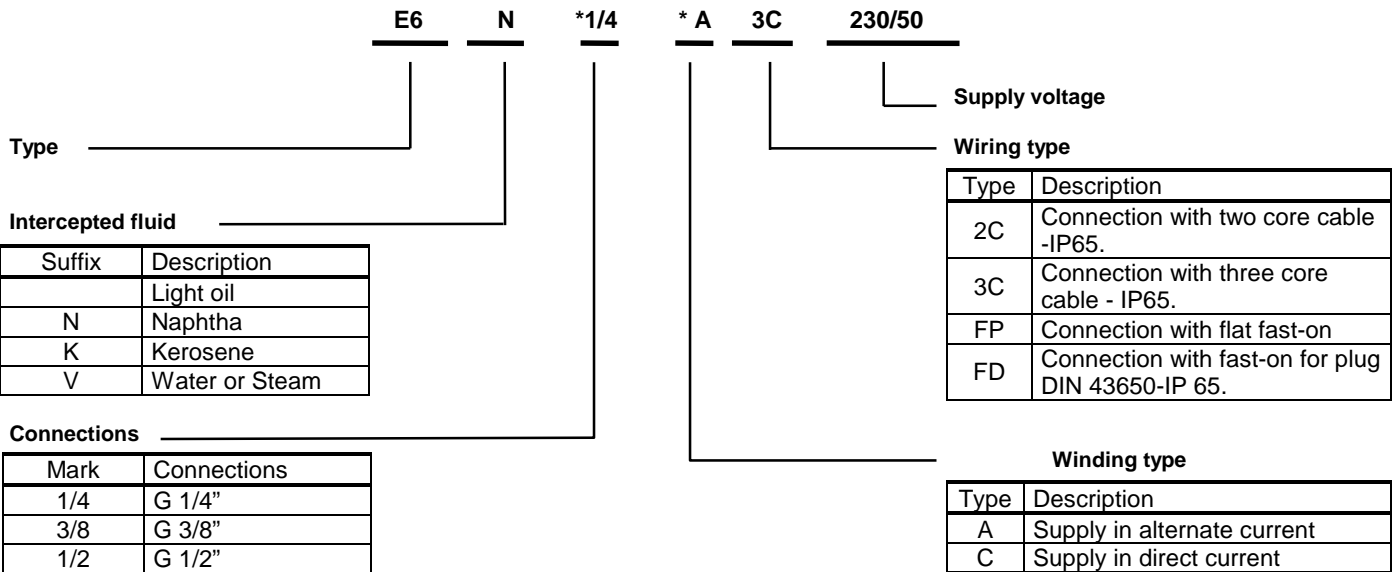 E6 N *1/4 * A 3C 230/50
Supply voltage
Type
Wiring type
Type Description
2C Connection with two core cable
-IP65.
3C Connection with three core
cable - IP65.
FP Connection with flat fast-on
FD Connection with fast-on for plug
DIN 43650-IP 65.
Intercepted fluid
Suffix Description
Light oil
N Naphtha
K Kerosene
V Water or Steam
Connections
Mark Connections
1/4 G 1/4”
3/8 G 3/8”
1/2 G 1/2”
Winding type
Type Description
A Supply in alternate current
C Supply in direct current